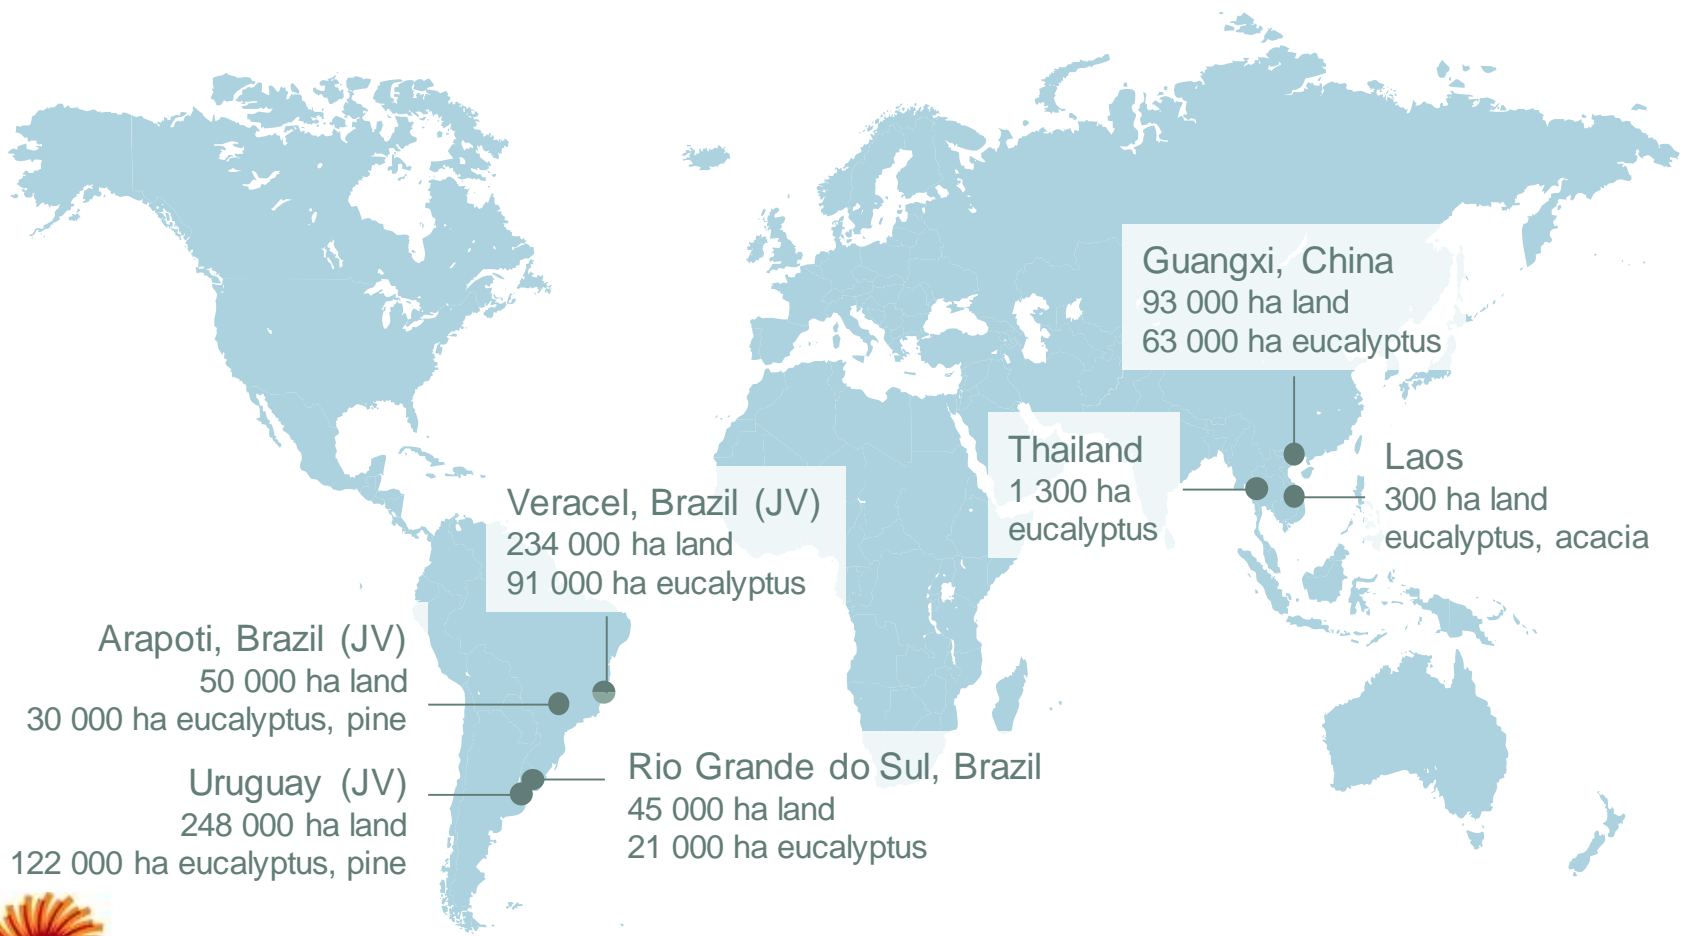 Guangxi, China
93 000 ha land
63 000 ha eucalyptus
Thailand
1 300 ha
eucalyptus
Laos
300 ha land
eucalyptus, acacia
Veracel, Brazil (JV)
234 000 ha land
91 000 ha eucalyptus
Arapoti, Brazil (JV)
50 000 ha land
30 000 ha eucalyptus, pine
Rio Grande do Sul, Brazil
45 000 ha land
21 000 ha eucalyptus
Uruguay (JV)
248 000 ha land
122 000 ha eucalyptus, pine